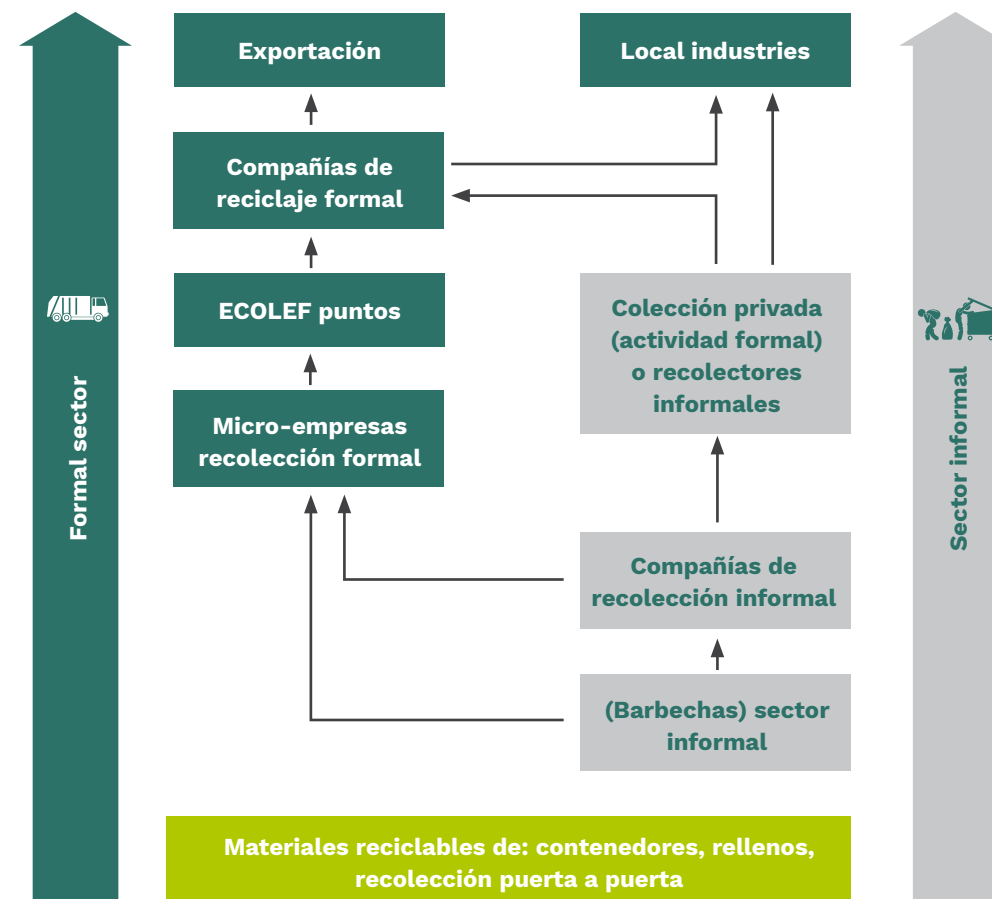 Exportación
Local industries
Compañías de
reciclaje formal
ECOLEF puntos
Colección privada
(actividad formal)
o recolectores
informales
Formal sector
Sector informal
Micro-empresas
recolección formal
Compañías de
recolección informal
(Barbechas) sector
informal
Materiales reciclables de: contenedores, rellenos,
recolección puerta a puerta